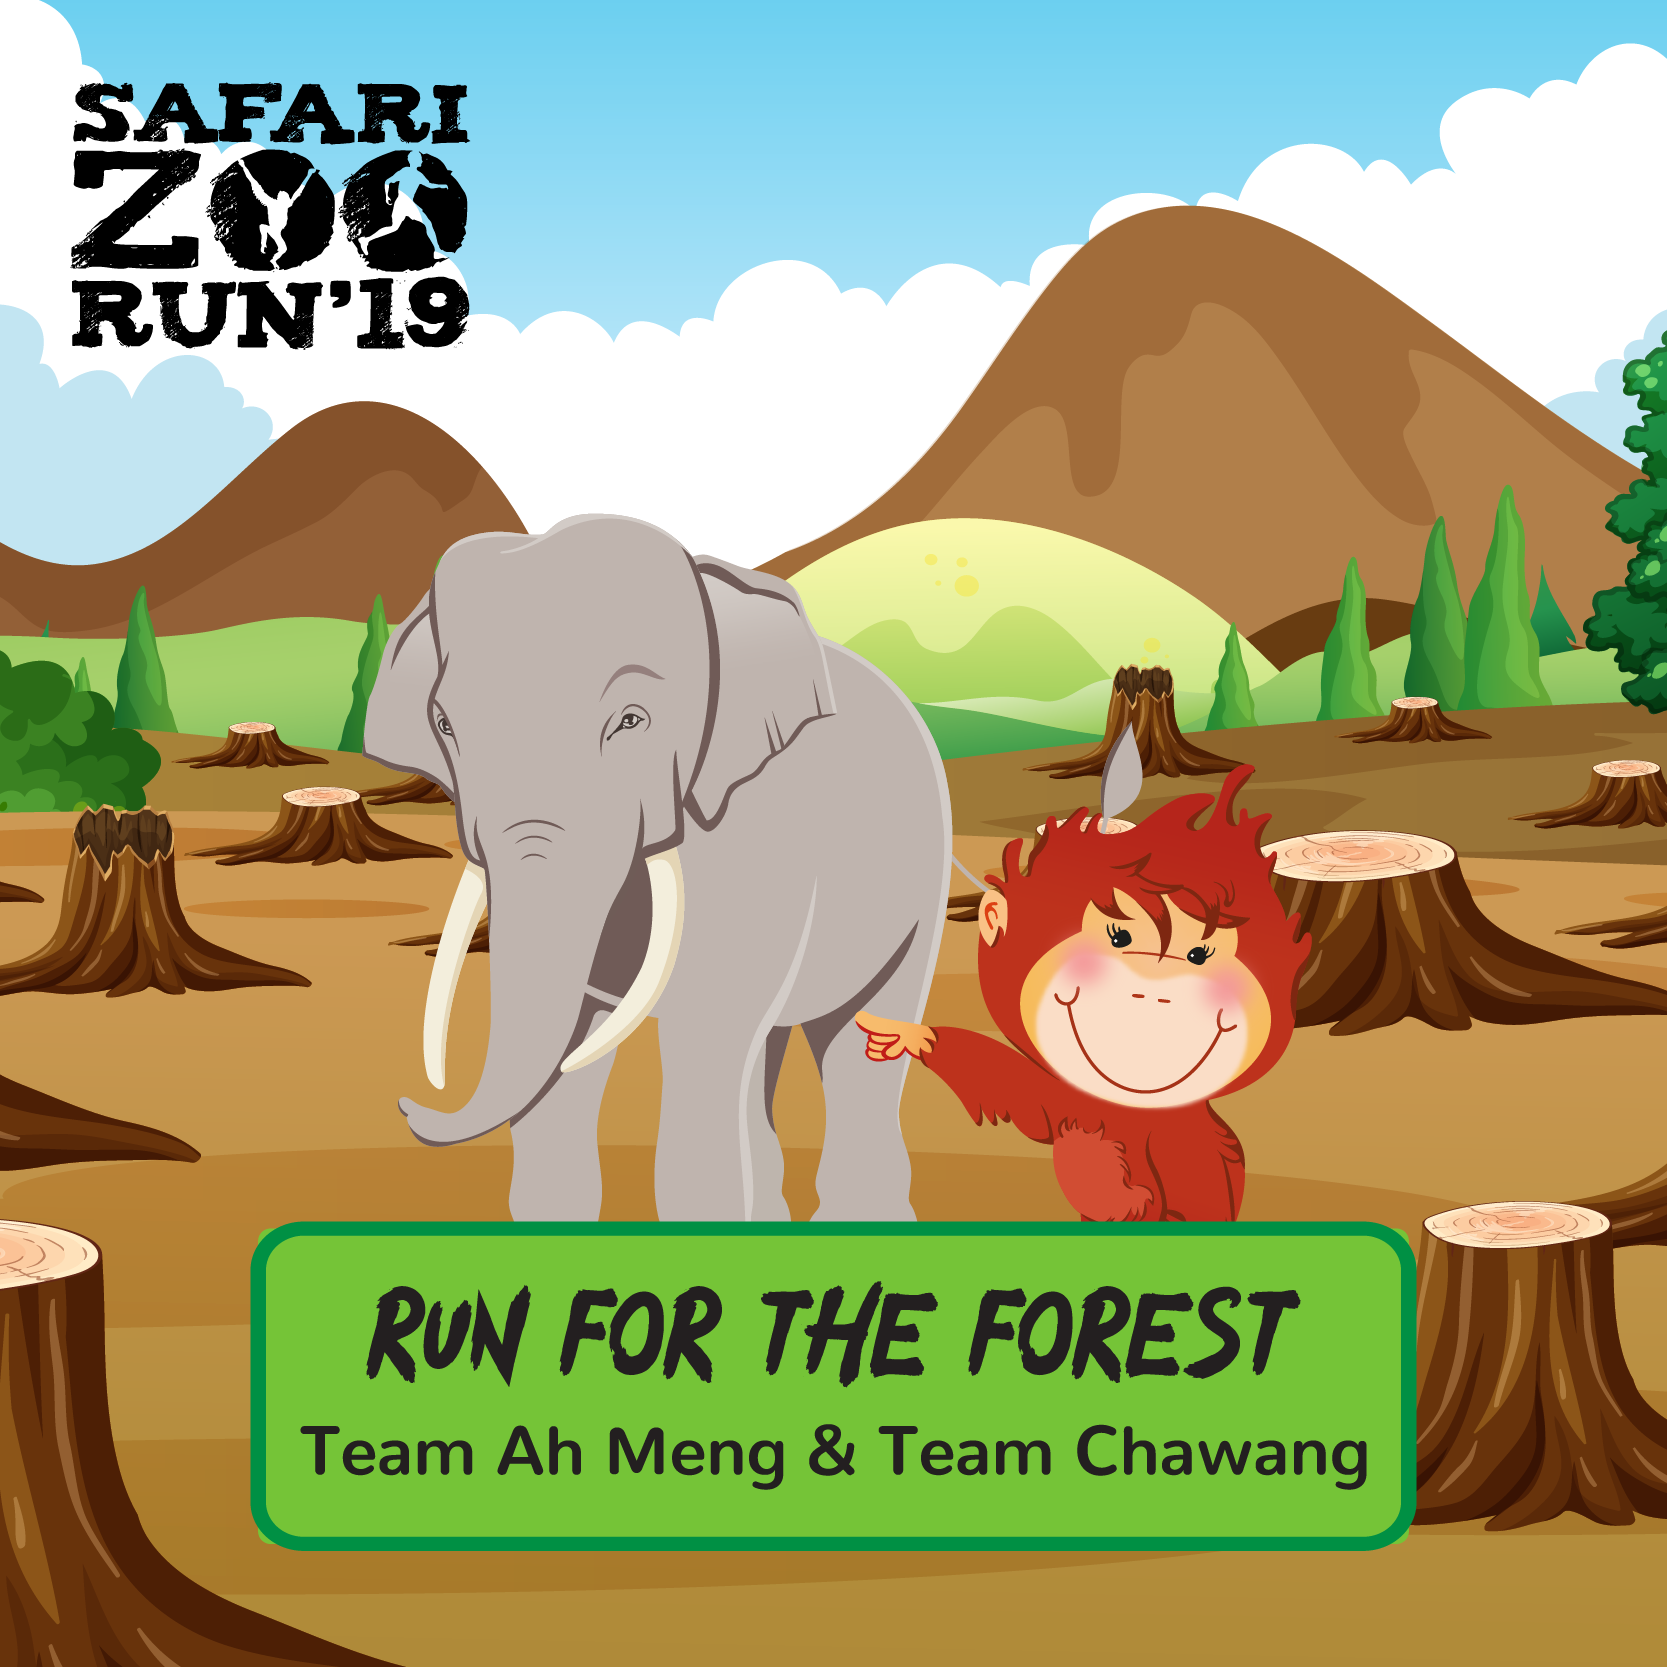 SAFARI
ZOO
RUN'19
RUN FOR THE FOREST
Team Ah Meng & Team Chawang